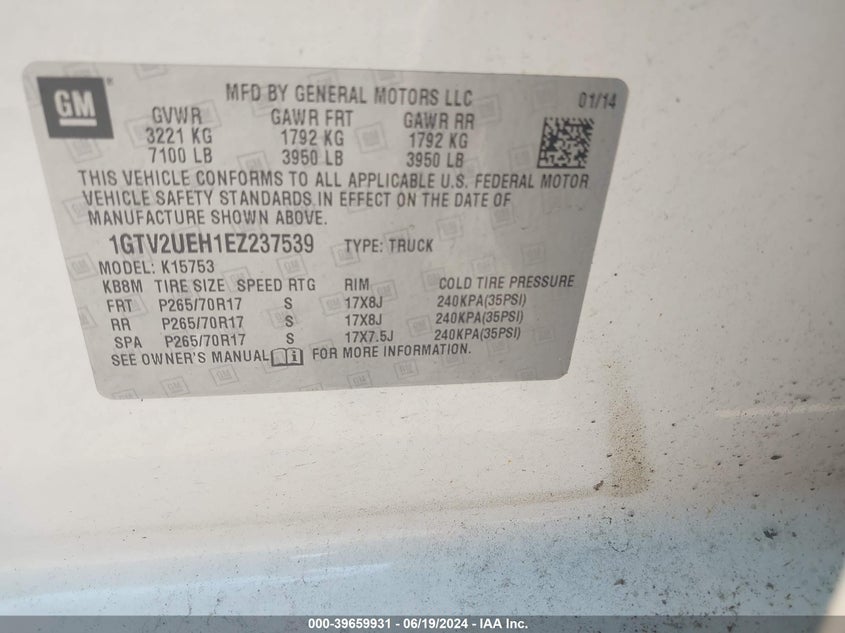 GM
MFD BY GENERAL MOTORS LLC 01/14
GVWR GAWR FRT GAWR RR
3221 KG 1792 KG 1792 KG
7100 LB 3950 LB 3950 LB
THIS VEHICLE CONFORMS TO ALL APPLICABLE U.S. FEDERAL MOTOR
VEHICLE SAFETY STANDARDS IN EFFECT ON THE DATE OF
MANUFACTURE SHOWN ABOVE.
1GTV2UEH1EZ237539 TYPE: TRUCK
MODEL: K15753
KB8M TIRE SIZE SPEED RTG RIM COLD TIRE PRESSURE
FRT P265/70R17 S 17X8J 240KPA(35PSI)
RR P265/70R17 S 17X8J 240KPA(35PSI)
SPA P265/70R17 S 17X7.5J 240KPA(35PSI)
SEE OWNER'S MANUAL FOR MORE INFORMATION.
000-39659931 - 06/19/2024 - IAA Inc.